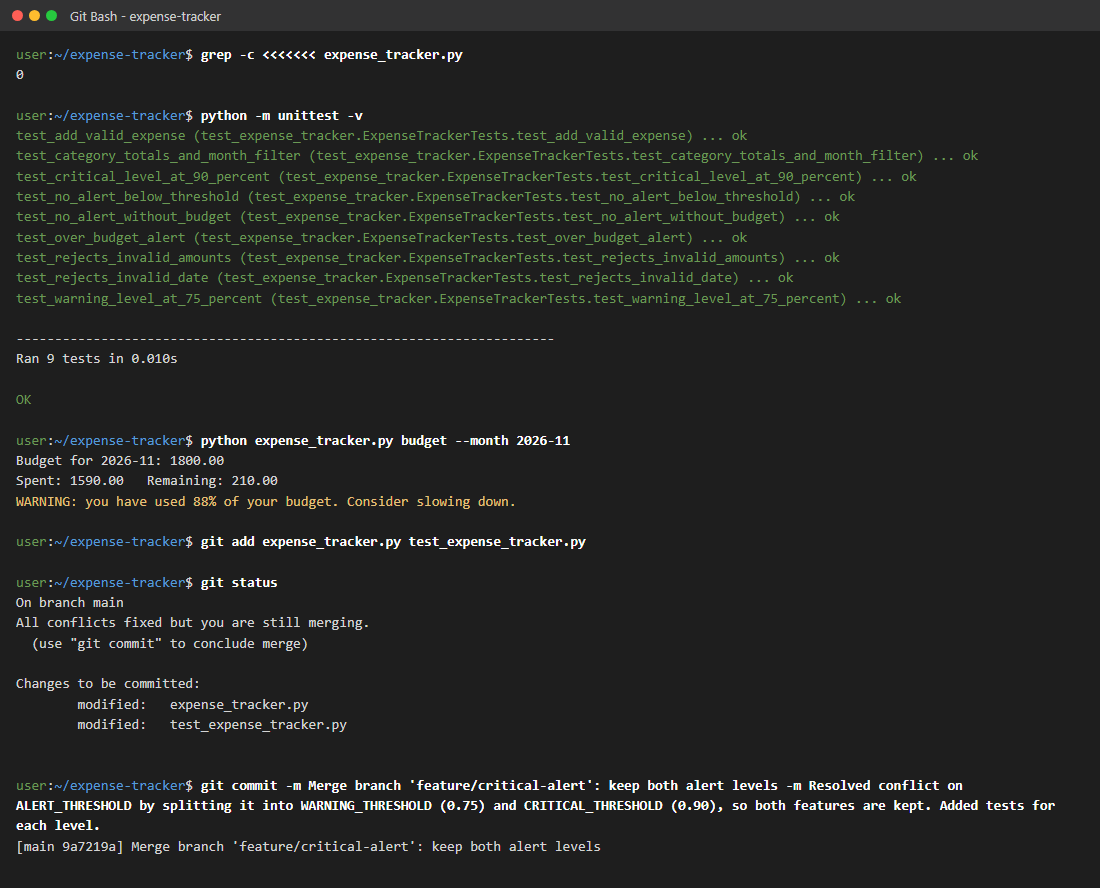 Git Bash - expense-tracker
user:~/expense-tracker$ grep -c <<<<<<< expense_tracker.py
0
user:~/expense-tracker$ python -m unittest -v
test_add_valid_expense (test_expense_tracker.ExpenseTrackerTests.test_add_valid_expense) ... ok
test_category_totals_and_month_filter (test_expense_tracker.ExpenseTrackerTests.test_category_totals_and_month_filter) ... ok
test_critical_level_at_90_percent (test_expense_tracker.ExpenseTrackerTests.test_critical_level_at_90_percent) ... ok
test_no_alert_below_threshold (test_expense_tracker.ExpenseTrackerTests.test_no_alert_below_threshold) ... ok
test_no_alert_without_budget (test_expense_tracker.ExpenseTrackerTests.test_no_alert_without_budget) ... ok
test_over_budget_alert (test_expense_tracker.ExpenseTrackerTests.test_over_budget_alert) ... ok
test_rejects_invalid_amounts (test_expense_tracker.ExpenseTrackerTests.test_rejects_invalid_amounts) ... ok
test_rejects_invalid_date (test_expense_tracker.ExpenseTrackerTests.test_rejects_invalid_date) ... ok
test_warning_level_at_75_percent (test_expense_tracker.ExpenseTrackerTests.test_warning_level_at_75_percent) ... ok
----------------------------------------------------------------------
Ran 9 tests in 0.010s
OK
user:~/expense-tracker$ python expense_tracker.py budget --month 2026-11
Budget for 2026-11: 1800.00
Spent: 1590.00   Remaining: 210.00
WARNING: you have used 88% of your budget. Consider slowing down.
user:~/expense-tracker$ git add expense_tracker.py test_expense_tracker.py
user:~/expense-tracker$ git status
On branch main
All conflicts fixed but you are still merging.
  (use "git commit" to conclude merge)
Changes to be committed:
        modified:   expense_tracker.py
        modified:   test_expense_tracker.py
user:~/expense-tracker$ git commit -m Merge branch 'feature/critical-alert': keep both alert levels -m Resolved conflict on
ALERT_THRESHOLD by splitting it into WARNING_THRESHOLD (0.75) and CRITICAL_THRESHOLD (0.90), so both features are kept. Added tests for
each level.
[main 9a7219a] Merge branch 'feature/critical-alert': keep both alert levels